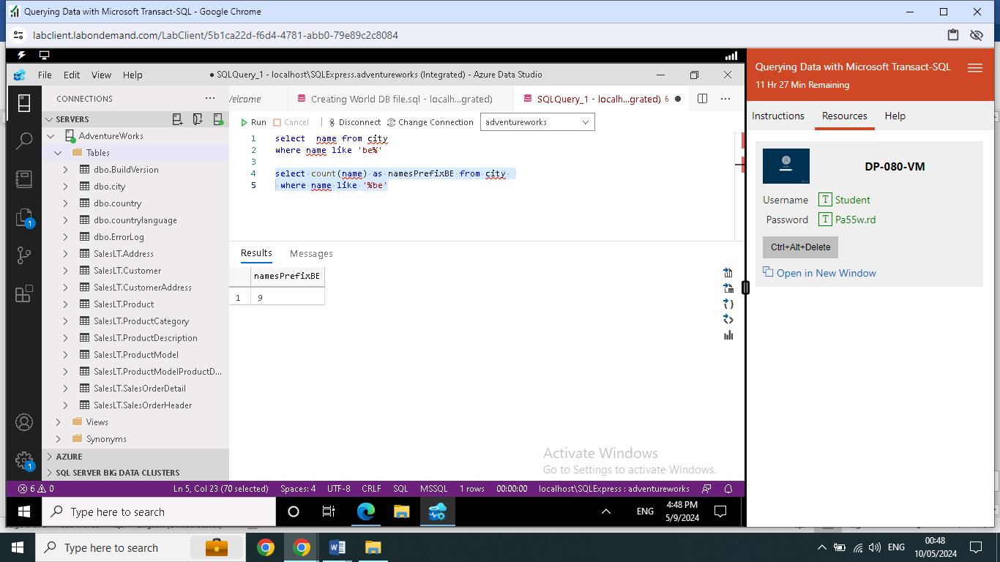 Querying Data with Microsoft Transact-SQL - Google Chrome
labclient.labondemand.com/LabClient/5b1ca22d-f6d4-4781-abb0-79e89c2c8084
File Edit View Help
● SQLQuery_1 - localhost\SQLExpress.adventureworks (Integrated) - Azure Data Studio
CONNECTIONS
SERVERS
AdventureWorks
Tables
dbo.BuildVersion
dbo.city
dbo.country
dbo.countrylanguage
dbo.ErrorLog
SalesLT.Address
SalesLT.Customer
SalesLT.CustomerAddress
SalesLT.Product
SalesLT.ProductCategory
SalesLT.ProductDescription
SalesLT.ProductModel
SalesLT.ProductModelProductD...
SalesLT.SalesOrderDetail
SalesLT.SalesOrderHeader
Views
Synonyms
AZURE
SQL SERVER BIG DATA CLUSTERS
1
1
Welcome
Creating World DB file.sql - localh...grated)
SQLQuery_1 - localh...grated) 6 ●
Run Cancel Disconnect Change Connection adventureworks
1 select  name from city
2 where name like 'be%'
3
4 select count(name) as namesPrefixBE from city
5  where name like '%be'
Results Messages
namesPrefixBE
1 9
Activate Windows
Go to Settings to activate Windows.
6 0 Ln 5, Col 23 (70 selected) Spaces: 4 UTF-8 CRLF SQL MSSQL 1 rows 00:00:00 localhost\SQLExpress : adventureworks
Type here to search
ENG
4:48 PM
5/9/2024
Querying Data with Microsoft Transact-SQL
11 Hr 27 Min Remaining
Instructions Resources Help
DP-080-VM
Username T Student
Password T Pa55w.rd
Ctrl+Alt+Delete
Open in New Window
Type here to search
ENG
00:48
10/05/2024